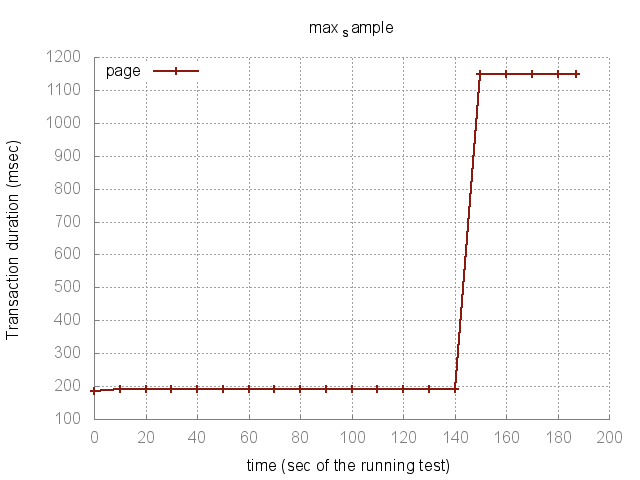 max s ample
page
1200
1100
1000
900
800
700
600
500
400
300
200
100
Transaction duration (msec)
0 20 40 60 80 100 120 140 160 180 200
time (sec of the running test)